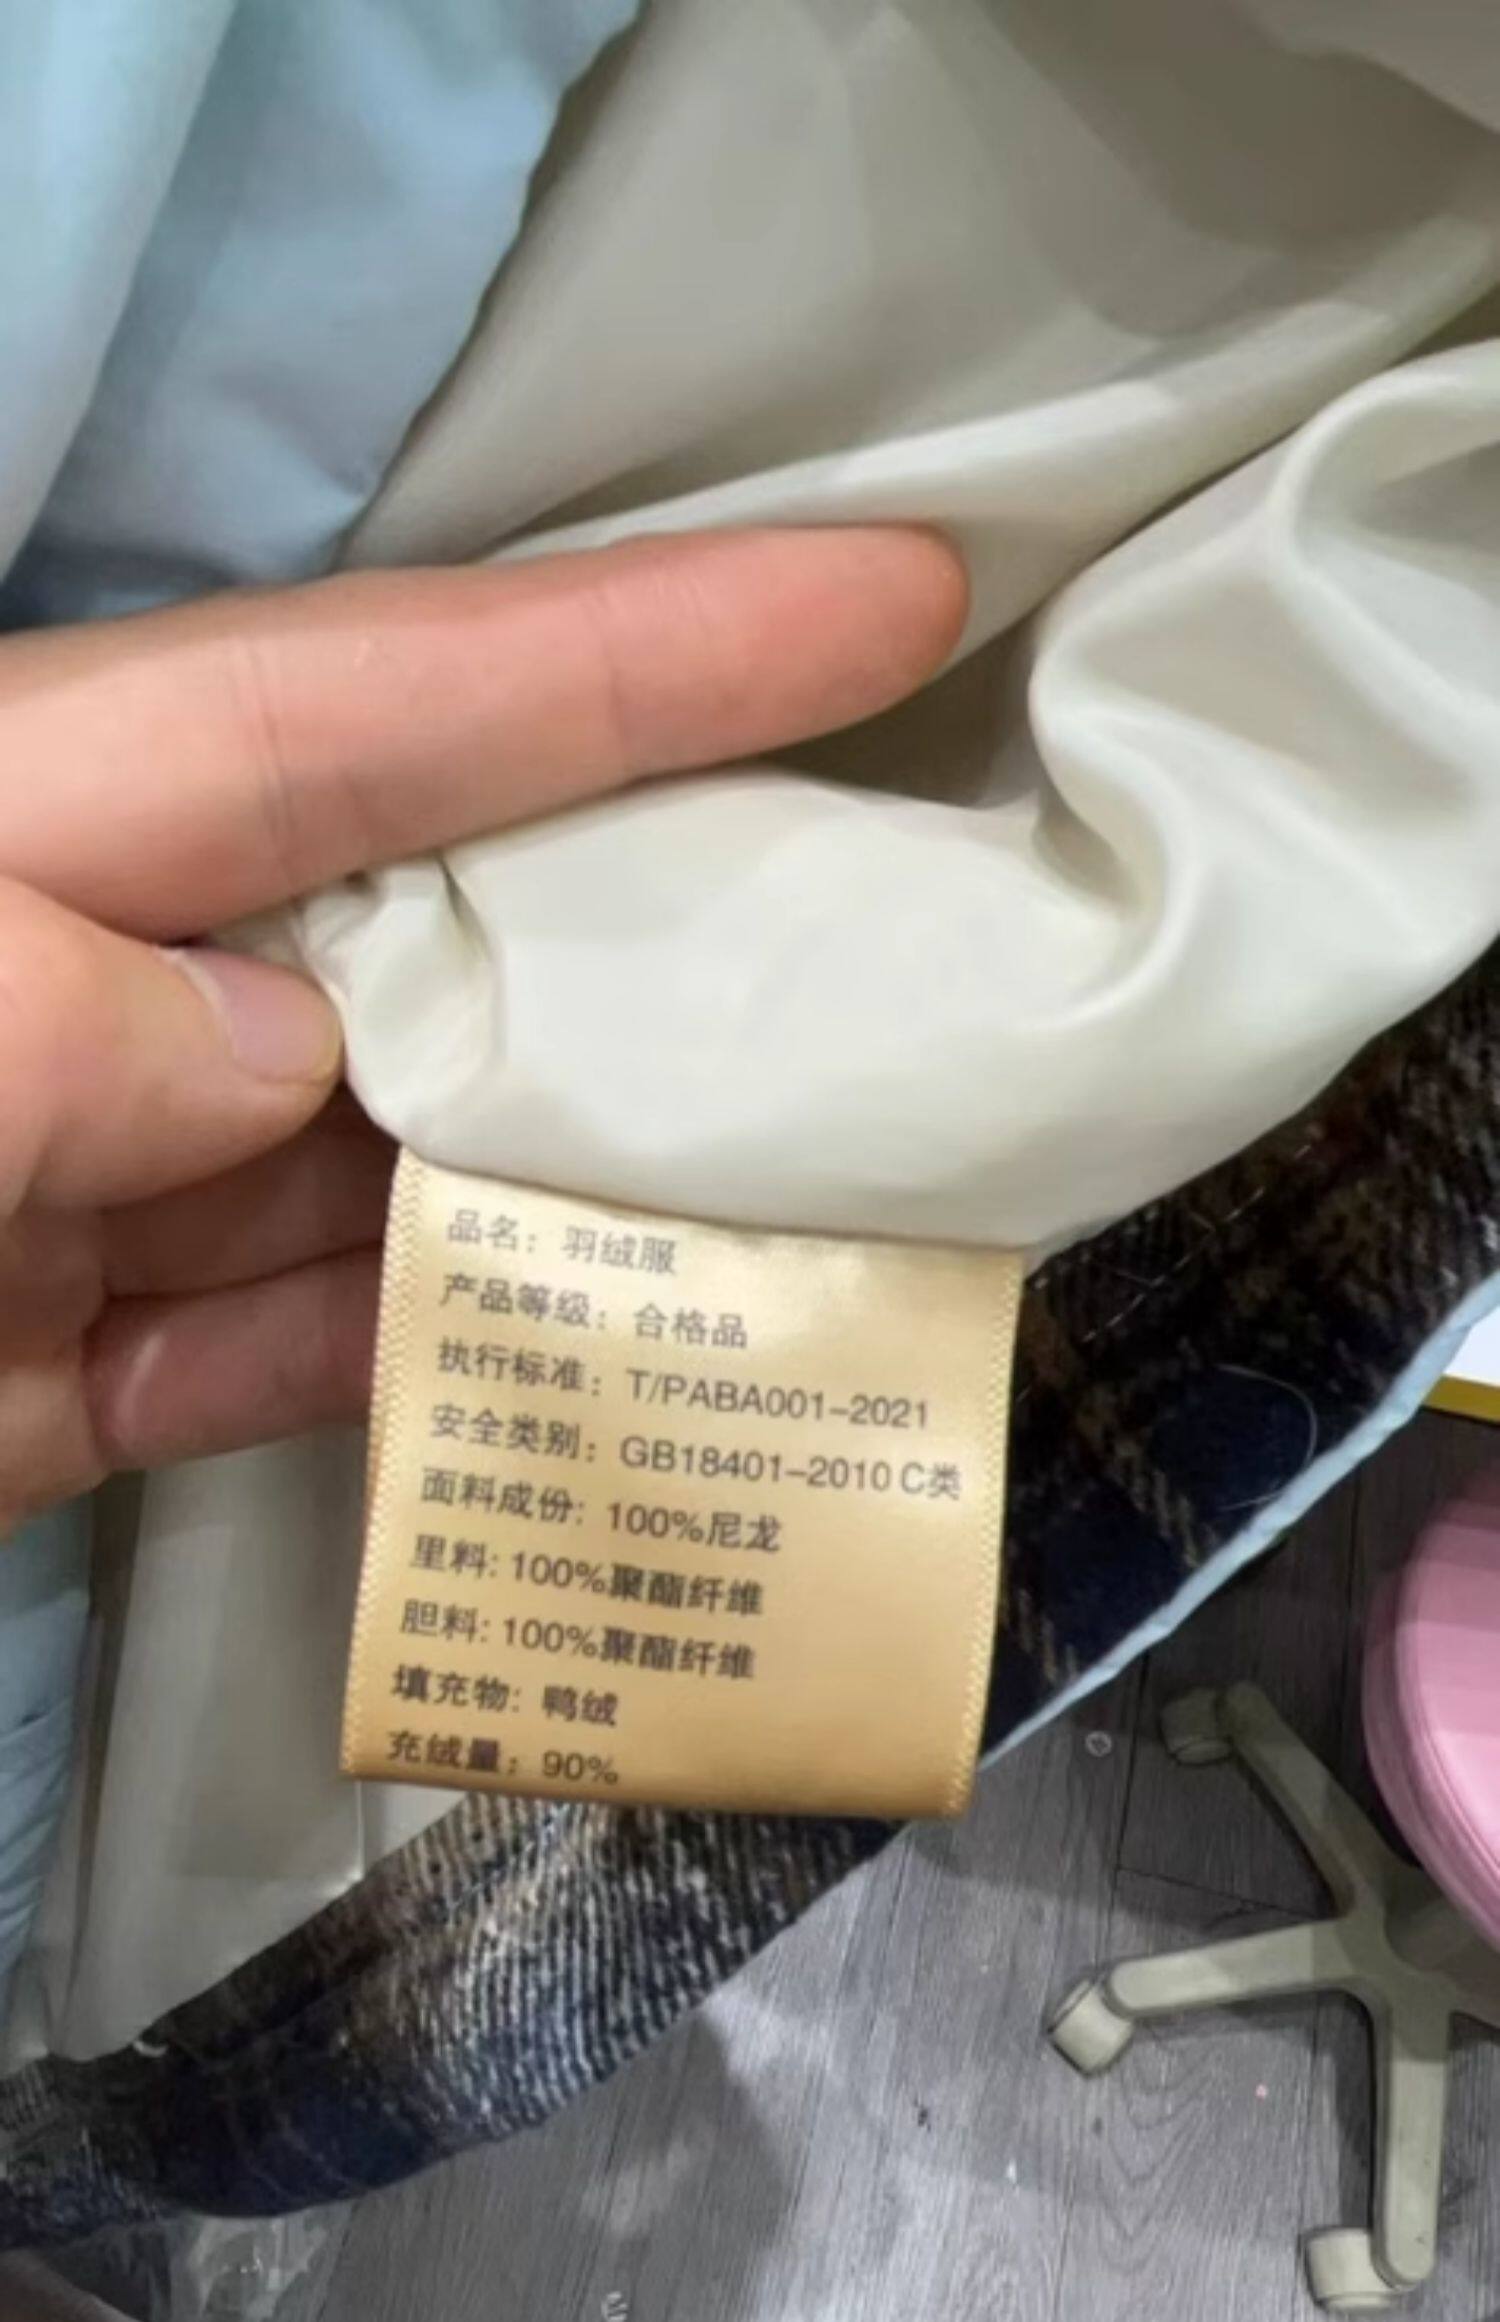 品名：羽绒服
产品等级：合格品
执行标准：T/PABA001-2021
安全类别：GB18401-2010 C类
面料成份：100%尼龙
里料：100%聚酯纤维
胆料：100%聚酯纤维
填充物：鸭绒
充绒量：90%